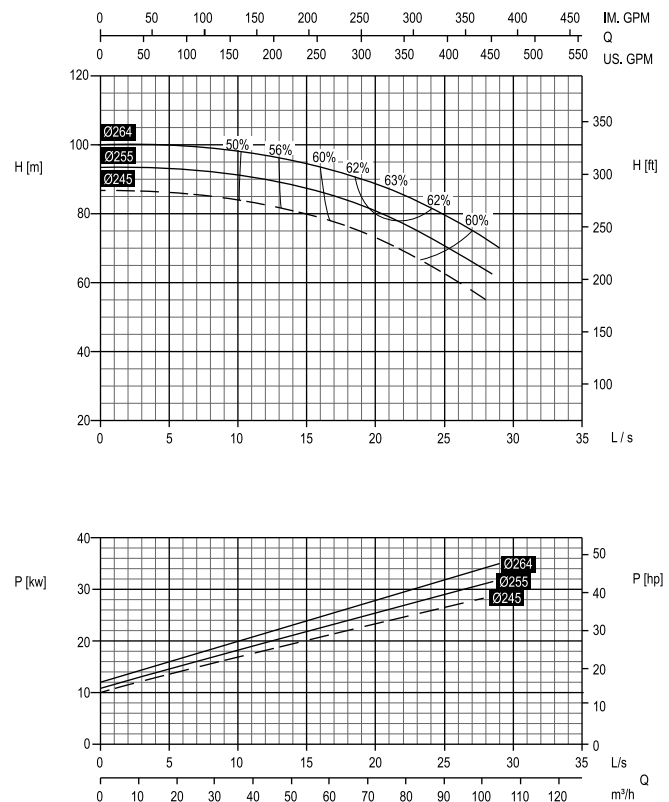 0 50 100 150 200 250 300 350 400 450 IM. GPM
Q
0 50 100 150 200 250 300 350 400 450 500 550 US. GPM
120
Ø264
100
Ø255
H [m]
Ø245
80
60
40
20
50% 56% 60% 62% 63% 62% 60%
350
300
H [ft]
250
200
150
100
0 5 10 15 20 25 30 35 L / s
40
P [kw]
30
20
10
0
Ø264
Ø255
Ø245
50
P [hp]
40
30
20
10
0
0 5 10 15 20 25 30 35 L/s
Q
0 10 20 30 40 50 60 70 80 90 100 110 120 m³/h